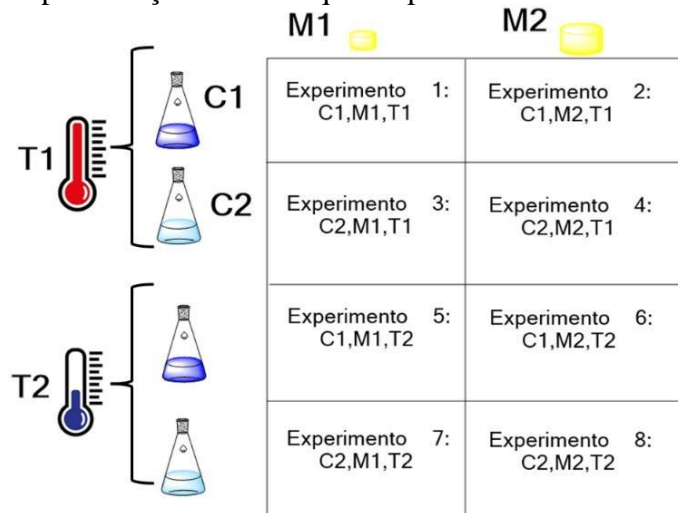 M1 M2
T1
C1
Experimento 1:
C1,M1,T1
Experimento 2:
C1,M2,T1
C2
Experimento 3:
C2,M1,T1
Experimento 4:
C2,M2,T1
T2
Experimento 5:
C1,M1,T2
Experimento 6:
C1,M2,T2
Experimento 7:
C2,M1,T2
Experimento 8:
C2,M2,T2